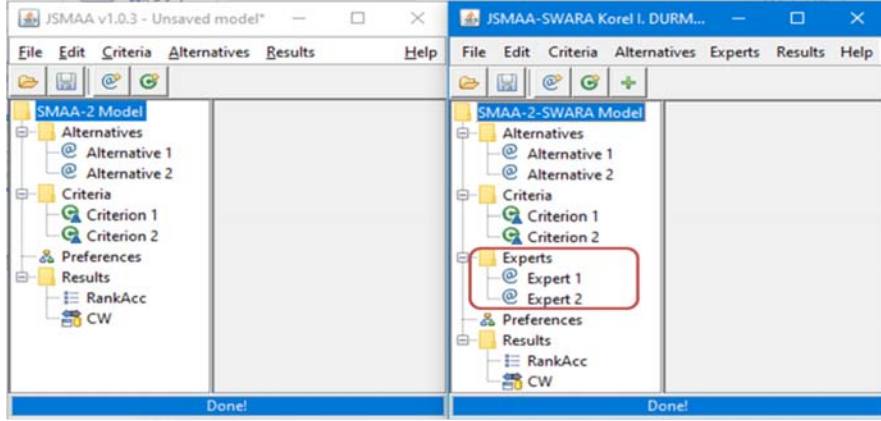 JSMAA v1.0.3 - Unsaved model*
File Edit Criteria Alternatives Results Help
SMAA-2 Model
Alternatives
Alternative 1
Alternative 2
Criteria
Criterion 1
Criterion 2
Preferences
Results
RankAcc
CW
Done!
JSMAA-SWARA Korel I. DURM...
File Edit Criteria Alternatives Experts Results Help
SMAA-2-SWARA Model
Alternatives
Alternative 1
Alternative 2
Criteria
Criterion 1
Criterion 2
Experts
Expert 1
Expert 2
Preferences
Results
RankAcc
CW
Done!